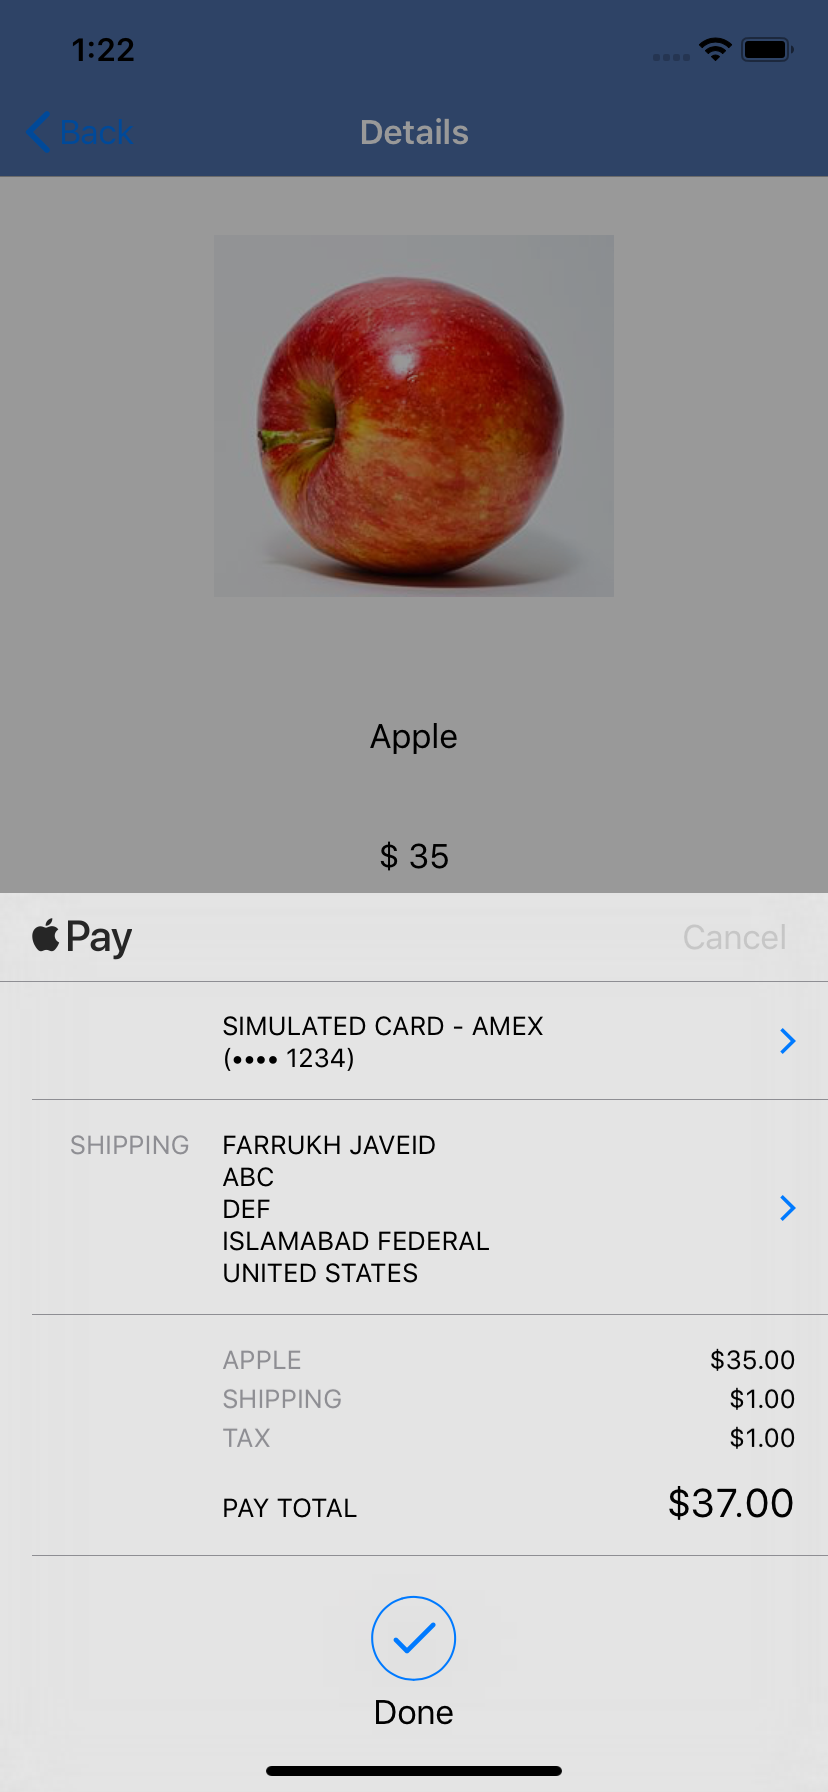 1:22
Back
Details
Apple
$ 35
Pay
Cancel
SIMULATED CARD - AMEX
(•••• 1234)
SHIPPING
FARRUKH JAVEID
ABC
DEF
ISLAMABAD FEDERAL
UNITED STATES
APPLE $35.00
SHIPPING $1.00
TAX $1.00
PAY TOTAL $37.00
Done